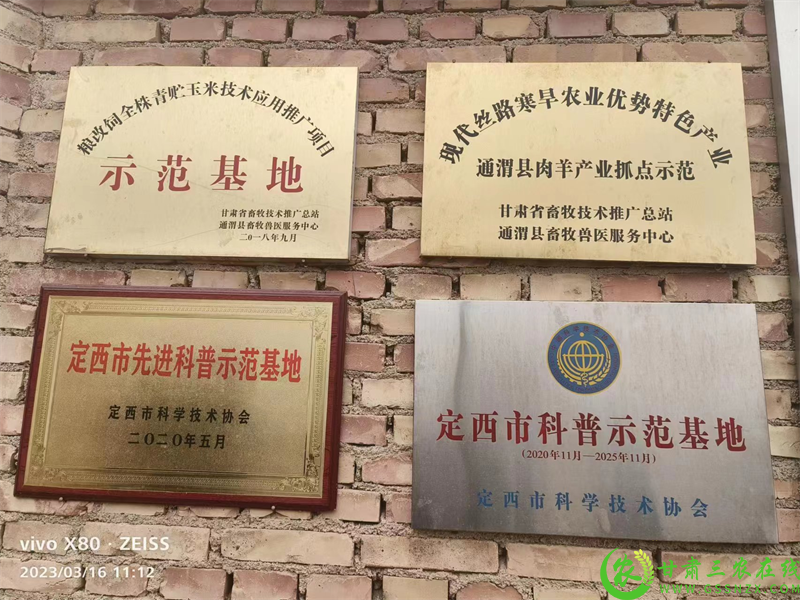 粮改饲全株青贮玉米技术应用推广项目
示范基地
甘肃省畜牧技术推广总站
通渭县畜牧兽医服务中心
二〇一八年九月
现代丝路寒旱农业优势特色产业
通渭县肉羊产业抓点示范
甘肃省畜牧技术推广总站
通渭县畜牧兽医服务中心
定西市先进科普示范基地
定西市科学技术协会
二〇二〇年五月
定西市科普示范基地
(2020年11月—2025年11月)
定西市科学技术协会
vivo X80 · ZEISS
2023/03/16 11:12
农 甘肃三农在线